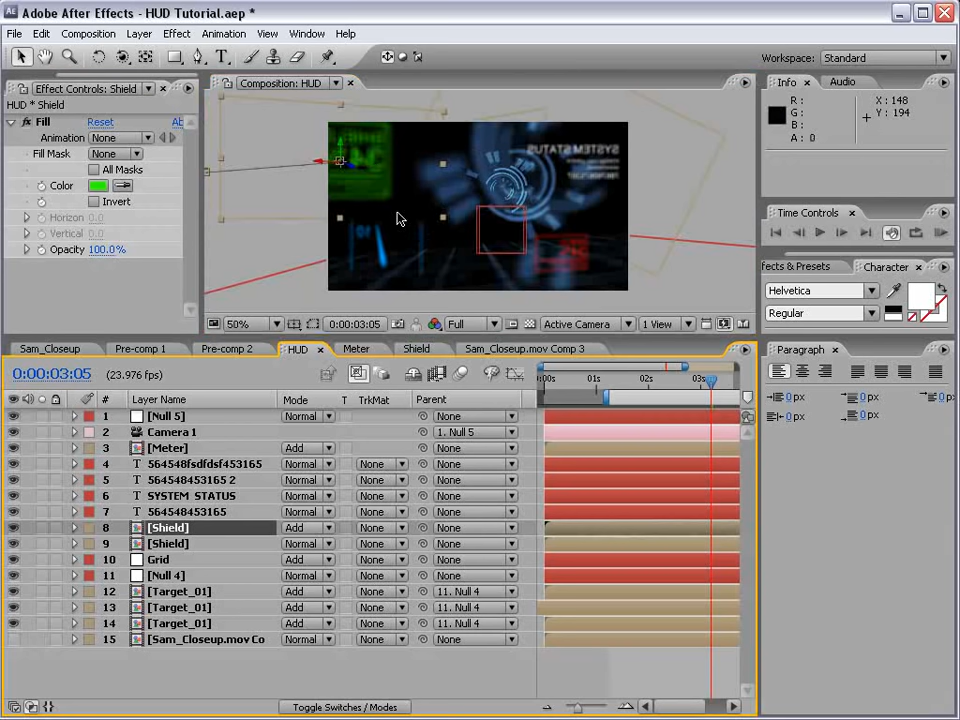 Adobe After Effects - HUD Tutorial.aep *
File Edit Composition Layer Effect Animation View Window Help
Workspace: Standard
Effect Controls: Shield
HUD * Shield
Fill Reset Ab
Animation None
Fill Mask None
All Masks
Color
Invert
Horizon 0.0
Vertical 0.0
Opacity 100.0%
Composition: HUD
SYSTEM STATUS
50% 0:00:03:05 Full Active Camera 1 View
Info Audio
R: X: 148
G: Y: 194
B:
A: 0
Time Controls
ffects & Presets Character
Helvetica
Regular
Paragraph
0 px 0 px 0 px
0 px 0 px
Sam_Closeup Pre-comp 1 Pre-comp 2 HUD Meter Shield Sam_Closeup.mov Comp 3
0:00:03:05 (23.976 fps)
:00s 01s 02s 03s
# Layer Name Mode T TrkMat Parent
1 [Null 5] Normal None
2 Camera 1 1. Null 5
3 [Meter] Add None
4 T 564548fsdfdsf453165 Normal None None
5 T 564548453165 2 Normal None None
6 T SYSTEM STATUS Normal None None
7 T 564548453165 Normal None None
8 [Shield] Add None None
9 [Shield] Normal None None
10 Grid Normal None None
11 [Null 4] Normal None None
12 [Target_01] Add None 11. Null 4
13 [Target_01] Add None 11. Null 4
14 [Target_01] Add None 11. Null 4
15 [Sam_Closeup.mov Co Normal None None
Toggle Switches / Modes